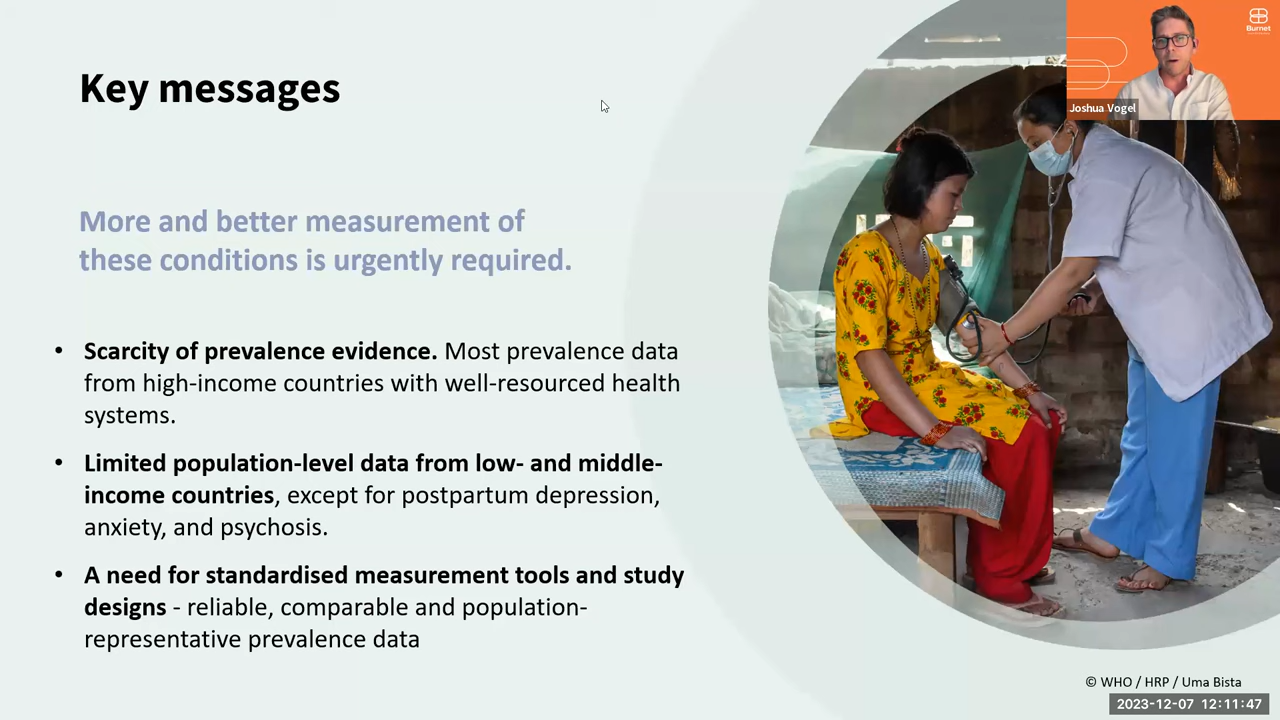 Key messages
Burnet
Joshua Vogel
More and better measurement of
these conditions is urgently required.
• Scarcity of prevalence evidence. Most prevalence data
from high-income countries with well-resourced health
systems.
• Limited population-level data from low- and middle-
income countries, except for postpartum depression,
anxiety, and psychosis.
• A need for standardised measurement tools and study
designs - reliable, comparable and population-
representative prevalence data
© WHO / HRP / Uma Bista
2023-12-07 12:11:47